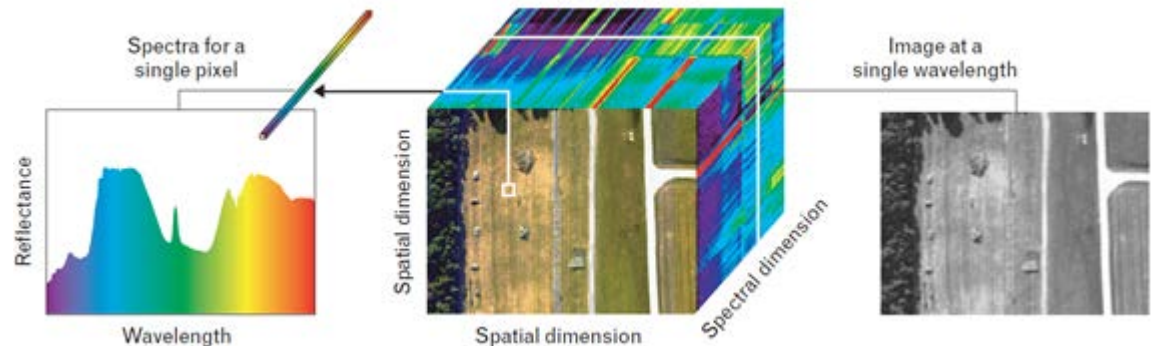 Spectra for a
single pixel
Reflectance
Wavelength
Spatial dimension
Spatial dimension
Spectral dimension
Image at a
single wavelength